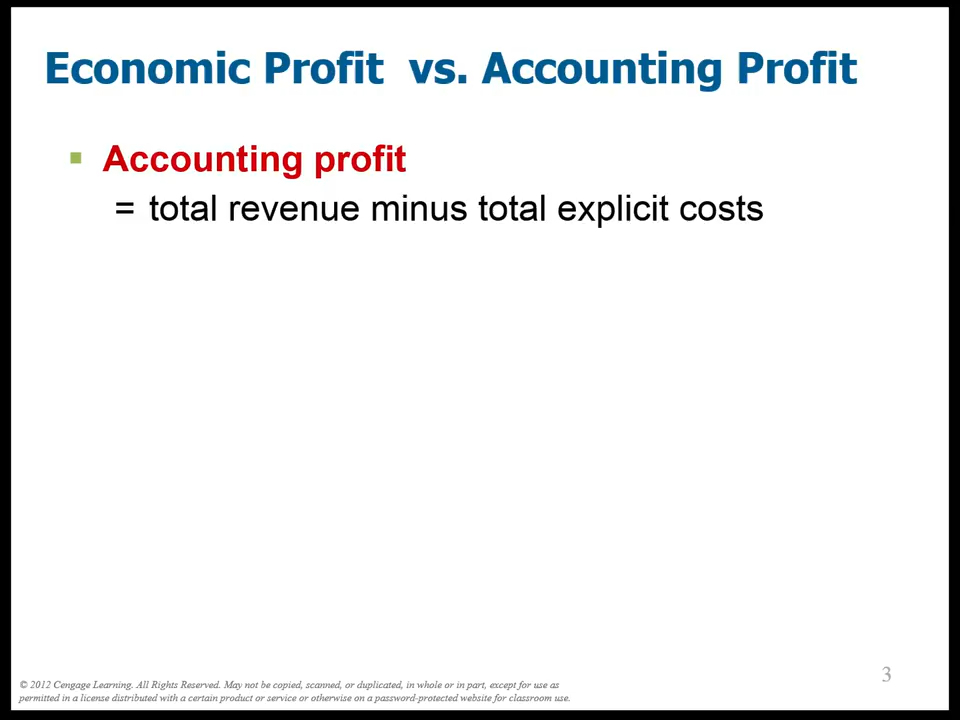 Economic Profit vs. Accounting Profit
▪ Accounting profit
= total revenue minus total explicit costs
© 2012 Cengage Learning. All Rights Reserved. May not be copied, scanned, or duplicated, in whole or in part, except for use as
permitted in a license distributed with a certain product or service or otherwise on a password-protected website for classroom use.
3